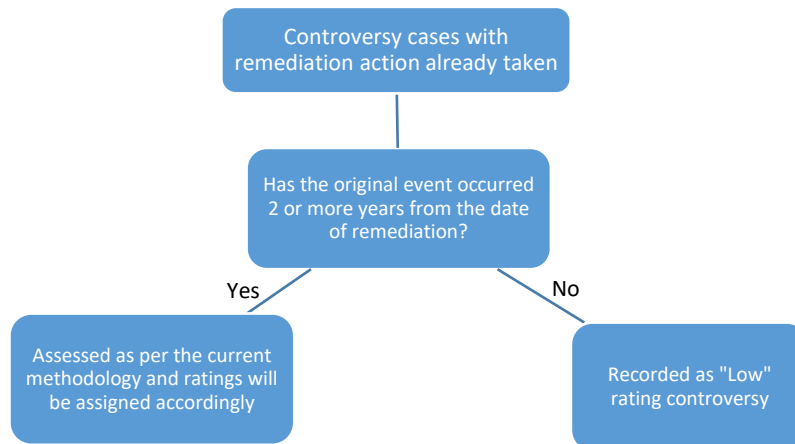 Controversy cases with
remediation action already taken
Has the original event occurred
2 or more years from the date
of remediation?
Yes
No
Assessed as per the current
methodology and ratings will
be assigned accordingly
Recorded as "Low"
rating controversy